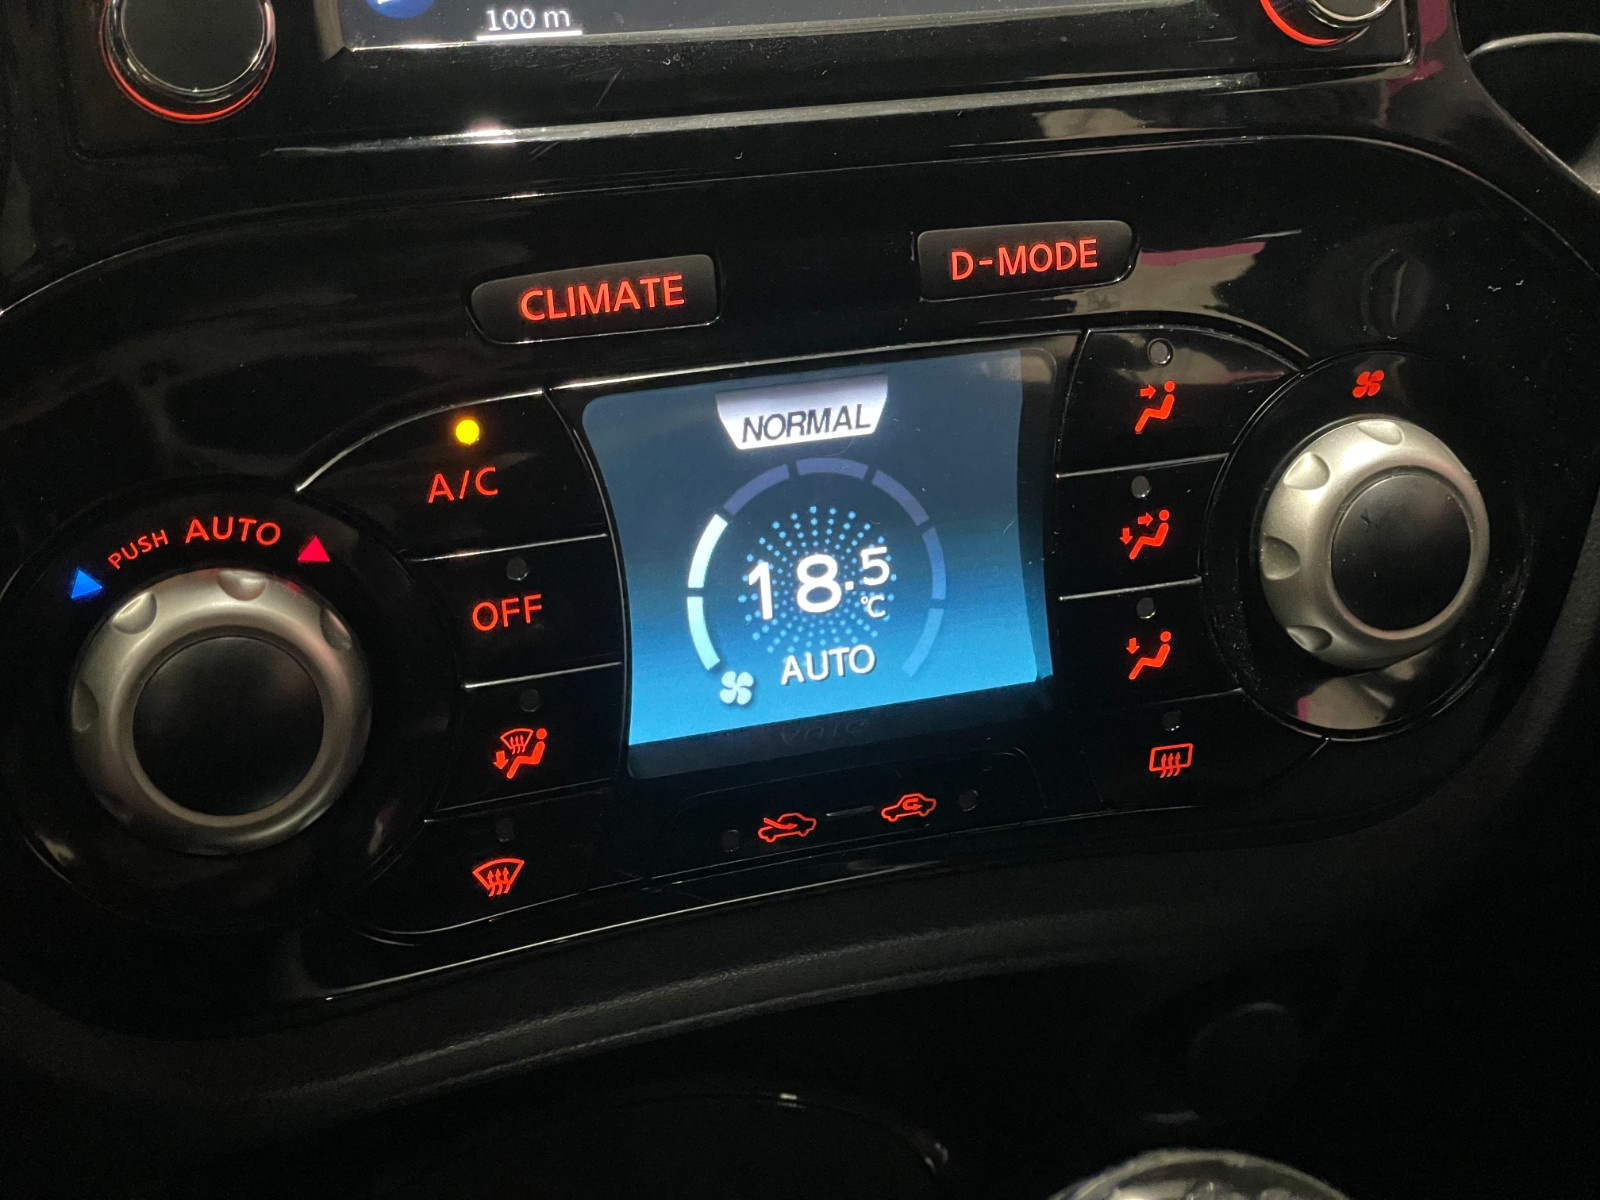 100 m
CLIMATE
D-MODE
NORMAL
A/C
PUSH AUTO
OFF
18.5
°C
AUTO